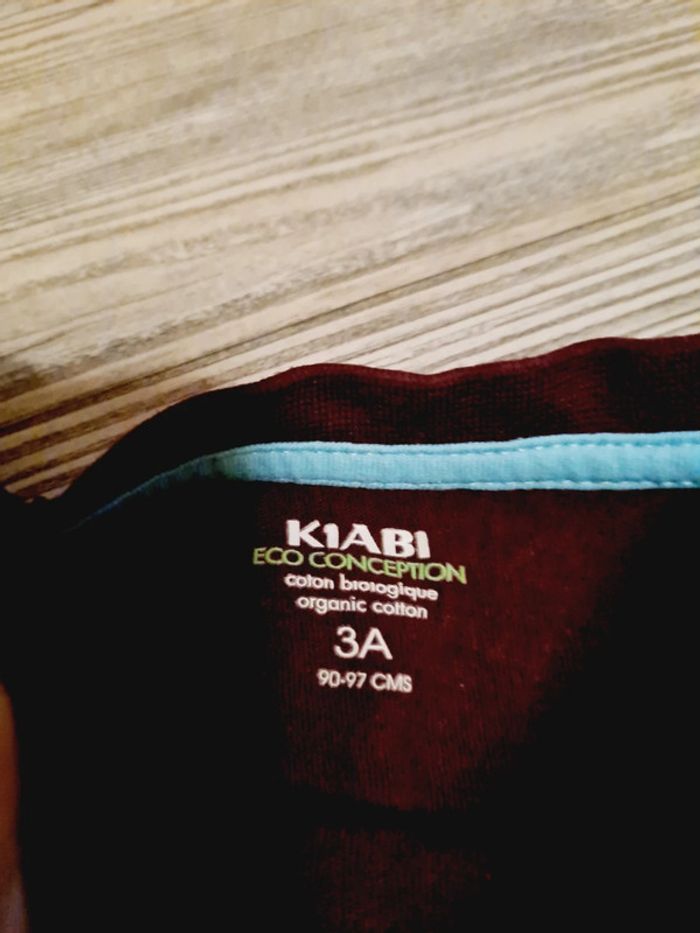 KIABI
ECO CONCEPTION
coton biologique
organic cotton
3A
90-97 CMS